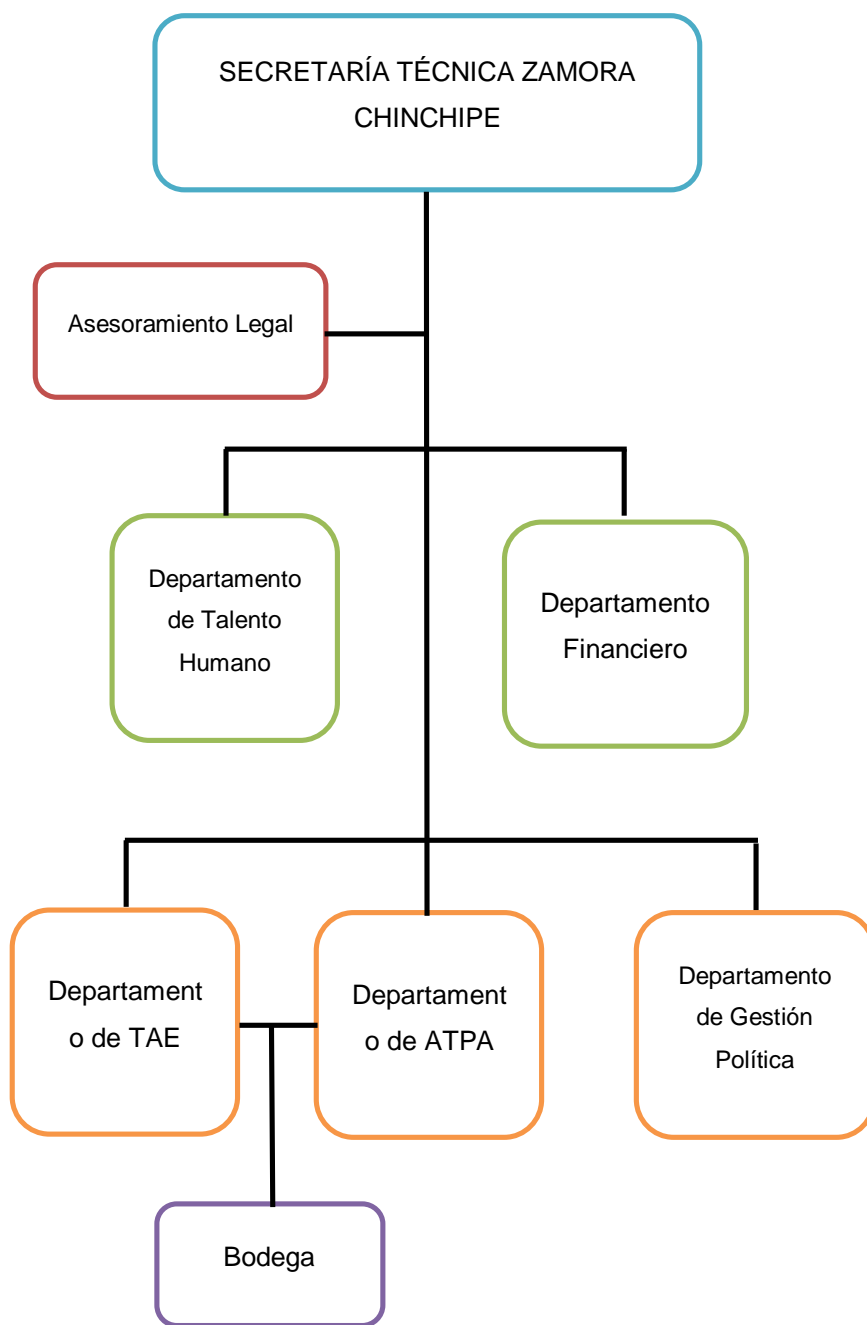 SECRETARÍA TÉCNICA ZAMORA
CHINCHIPE
Asesoramiento Legal
Departamento
de Talento
Humano
Departamento
Financiero
Departament
o de TAE
Departament
o de ATPA
Departamento
de Gestión
Política
Bodega